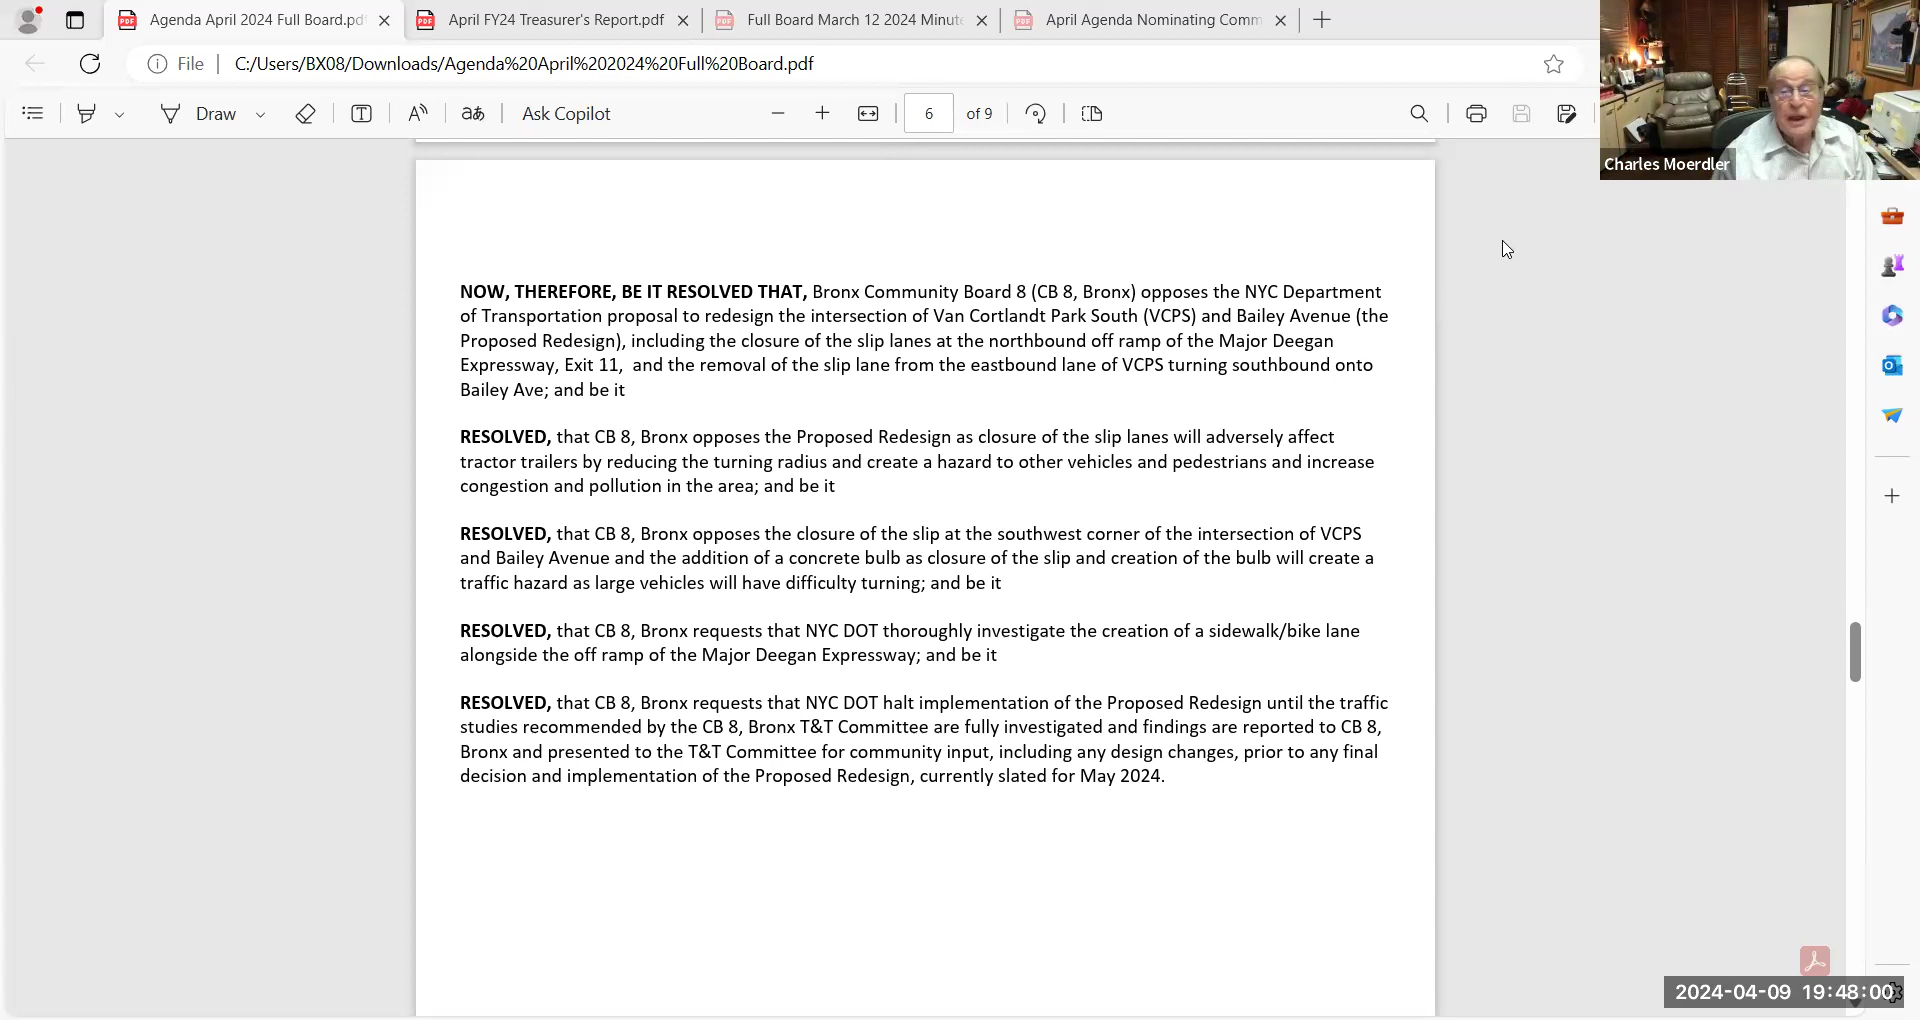 Agenda April 2024 Full Board.pdf
April FY24 Treasurer's Report.pdf
Full Board March 12 2024 Minute
April Agenda Nominating Comm
File
C:/Users/BX08/Downloads/Agenda%20April%202024%20Full%20Board.pdf
Draw
Ask Copilot
6 of 9
Charles Moerdler
NOW, THEREFORE, BE IT RESOLVED THAT, Bronx Community Board 8 (CB 8, Bronx) opposes the NYC Department
of Transportation proposal to redesign the intersection of Van Cortlandt Park South (VCPS) and Bailey Avenue (the
Proposed Redesign), including the closure of the slip lanes at the northbound off ramp of the Major Deegan
Expressway, Exit 11, and the removal of the slip lane from the eastbound lane of VCPS turning southbound onto
Bailey Ave; and be it
RESOLVED, that CB 8, Bronx opposes the Proposed Redesign as closure of the slip lanes will adversely affect
tractor trailers by reducing the turning radius and create a hazard to other vehicles and pedestrians and increase
congestion and pollution in the area; and be it
RESOLVED, that CB 8, Bronx opposes the closure of the slip at the southwest corner of the intersection of VCPS
and Bailey Avenue and the addition of a concrete bulb as closure of the slip and creation of the bulb will create a
traffic hazard as large vehicles will have difficulty turning; and be it
RESOLVED, that CB 8, Bronx requests that NYC DOT thoroughly investigate the creation of a sidewalk/bike lane
alongside the off ramp of the Major Deegan Expressway; and be it
RESOLVED, that CB 8, Bronx requests that NYC DOT halt implementation of the Proposed Redesign until the traffic
studies recommended by the CB 8, Bronx T&T Committee are fully investigated and findings are reported to CB 8,
Bronx and presented to the T&T Committee for community input, including any design changes, prior to any final
decision and implementation of the Proposed Redesign, currently slated for May 2024.
2024-04-09 19:48:00